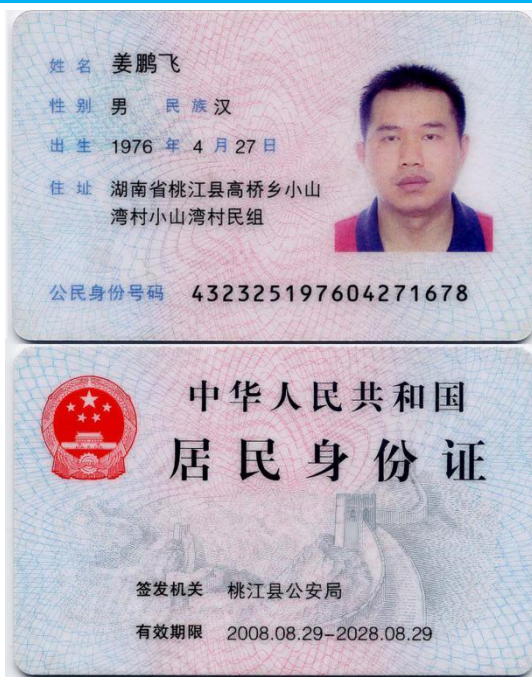 姓名 姜鹏飞
性别 男 民族 汉
出生 1976 年 4 月 27 日
住址 湖南省桃江县高桥乡小山
湾村小山湾村民组
公民身份号码 432325197604271678
中华人民共和国
居民身份证
签发机关 桃江县公安局
有效期限 2008.08.29-2028.08.29